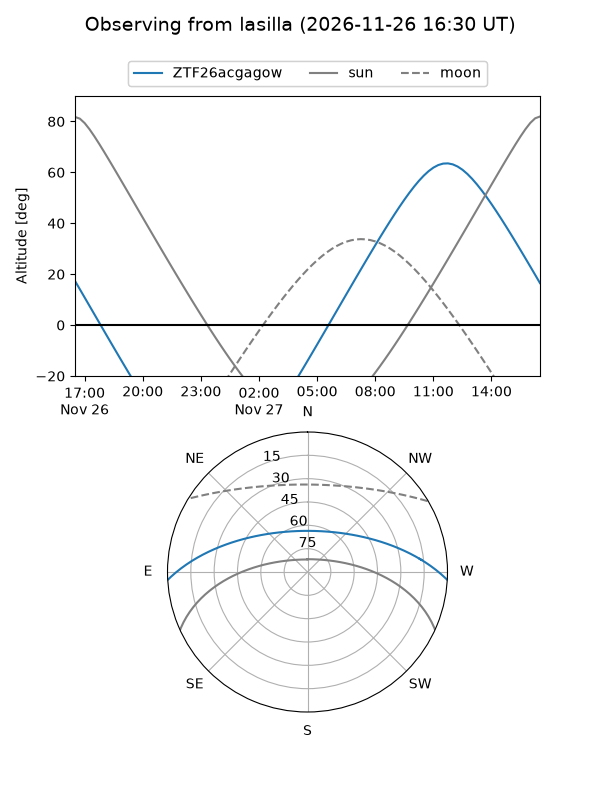 Observing from lasilla (2026-11-26 16:30 UT)
ZTF26acgagow sun moon
Altitude [deg]
80
60
40
20
0
−20
17:00 20:00 23:00 02:00 05:00 08:00 11:00 14:00
Nov 26 Nov 27
N
NE NW
15
30
45
60
75
E W
SE SW
S